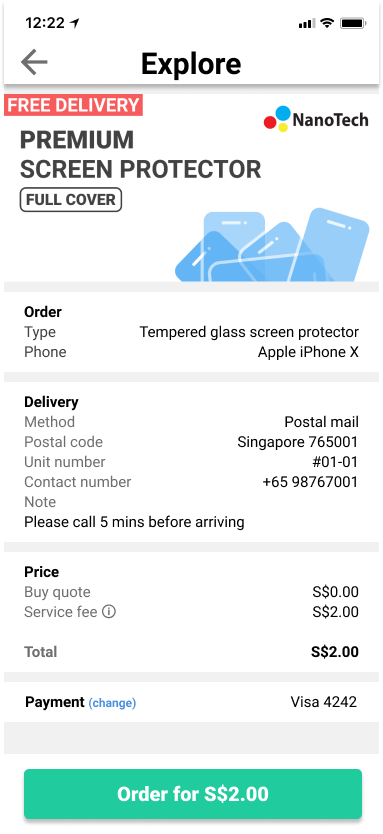 12:22
Explore
FREE DELIVERY
NanoTech
PREMIUM
SCREEN PROTECTOR
FULL COVER
Order
Type Tempered glass screen protector
Phone Apple iPhone X
Delivery
Method Postal mail
Postal code Singapore 765001
Unit number #01-01
Contact number +65 98767001
Note
Please call 5 mins before arriving
Price
Buy quote S$0.00
Service fee S$2.00
Total S$2.00
Payment (change) Visa 4242
Order for S$2.00